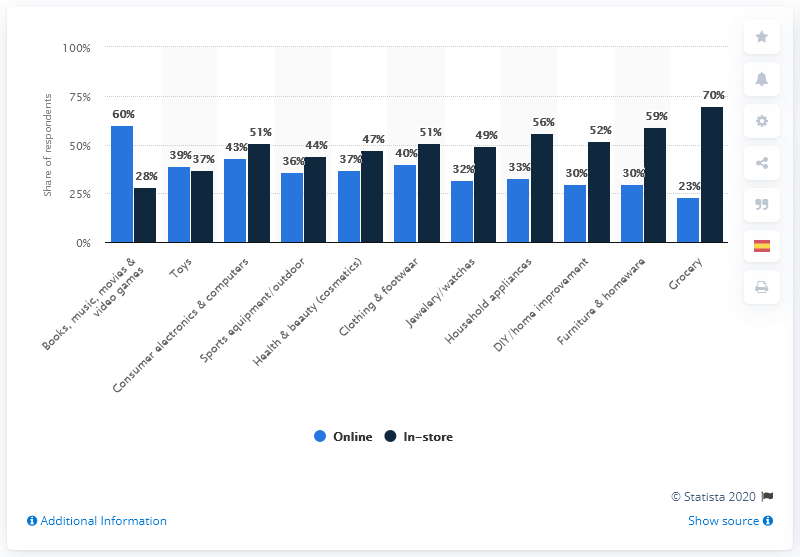 100%
75%
50%
25%
0%
Share of respondents
60%
28%
39%
37%
43%
51%
36%
44%
37%
47%
40%
51%
32%
49%
33%
56%
30%
52%
30%
59%
23%
70%
Books, music, movies &
video games
Toys
Consumer electronics & computers
Sports equipment/outdoor
Health & beauty (cosmetics)
Clothing & footwear
Jewelery/watches
Household appliances
DIY/home improvement
Furniture & homeware
Grocery
Online In-store
© Statista 2020
Additional Information Show source